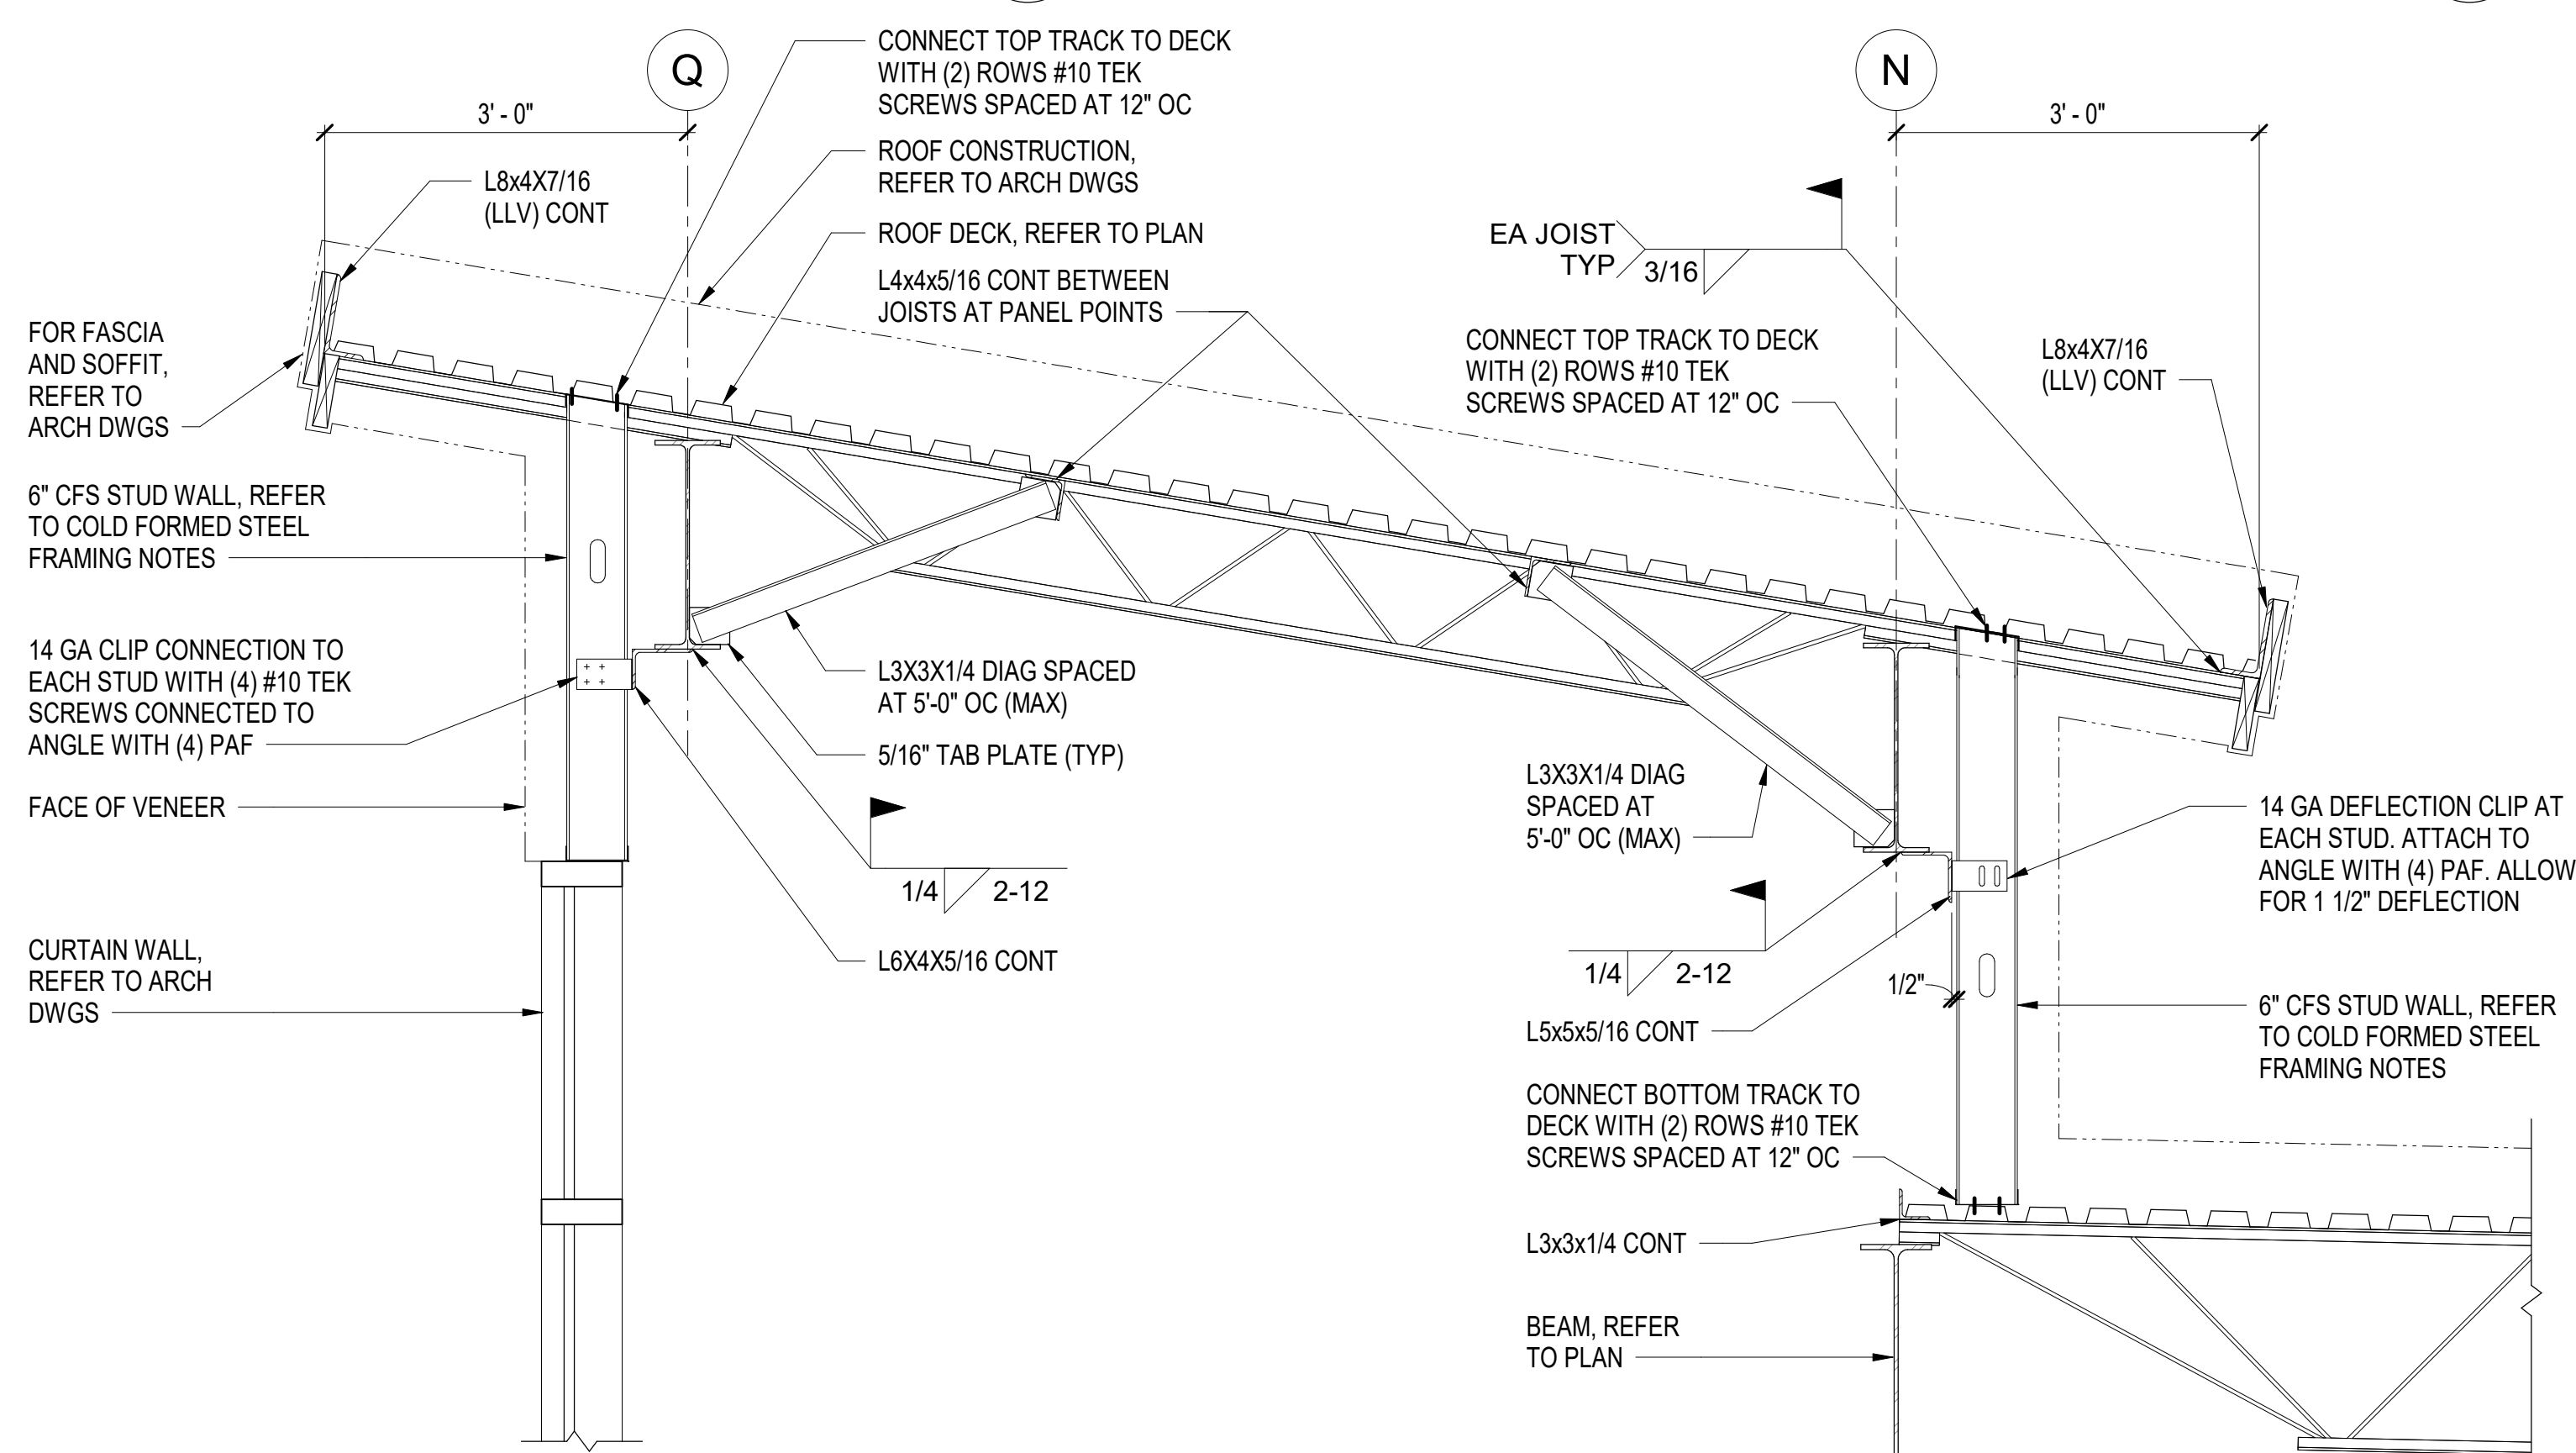 Q
N
3' - 0"
3' - 0"
CONNECT TOP TRACK TO DECK
WITH (2) ROWS #10 TEK
SCREWS SPACED AT 12" OC
ROOF CONSTRUCTION,
REFER TO ARCH DWGS
ROOF DECK, REFER TO PLAN
L4x4x5/16 CONT BETWEEN
JOISTS AT PANEL POINTS
L8x4X7/16
(LLV) CONT
EA JOIST
TYP
3/16
CONNECT TOP TRACK TO DECK
WITH (2) ROWS #10 TEK
SCREWS SPACED AT 12" OC
L8x4X7/16
(LLV) CONT
FOR FASCIA
AND SOFFIT,
REFER TO
ARCH DWGS
6" CFS STUD WALL, REFER
TO COLD FORMED STEEL
FRAMING NOTES
14 GA CLIP CONNECTION TO
EACH STUD WITH (4) #10 TEK
SCREWS CONNECTED TO
ANGLE WITH (4) PAF
FACE OF VENEER
CURTAIN WALL,
REFER TO ARCH
DWGS
L3X3X1/4 DIAG SPACED
AT 5'-0" OC (MAX)
5/16" TAB PLATE (TYP)
1/4
2-12
L6X4X5/16 CONT
L3X3X1/4 DIAG
SPACED AT
5'-0" OC (MAX)
1/4
2-12
1/2"
L5x5x5/16 CONT
CONNECT BOTTOM TRACK TO
DECK WITH (2) ROWS #10 TEK
SCREWS SPACED AT 12" OC
L3x3x1/4 CONT
BEAM, REFER
TO PLAN
14 GA DEFLECTION CLIP AT
EACH STUD. ATTACH TO
ANGLE WITH (4) PAF. ALLOW
FOR 1 1/2" DEFLECTION
6" CFS STUD WALL, REFER
TO COLD FORMED STEEL
FRAMING NOTES